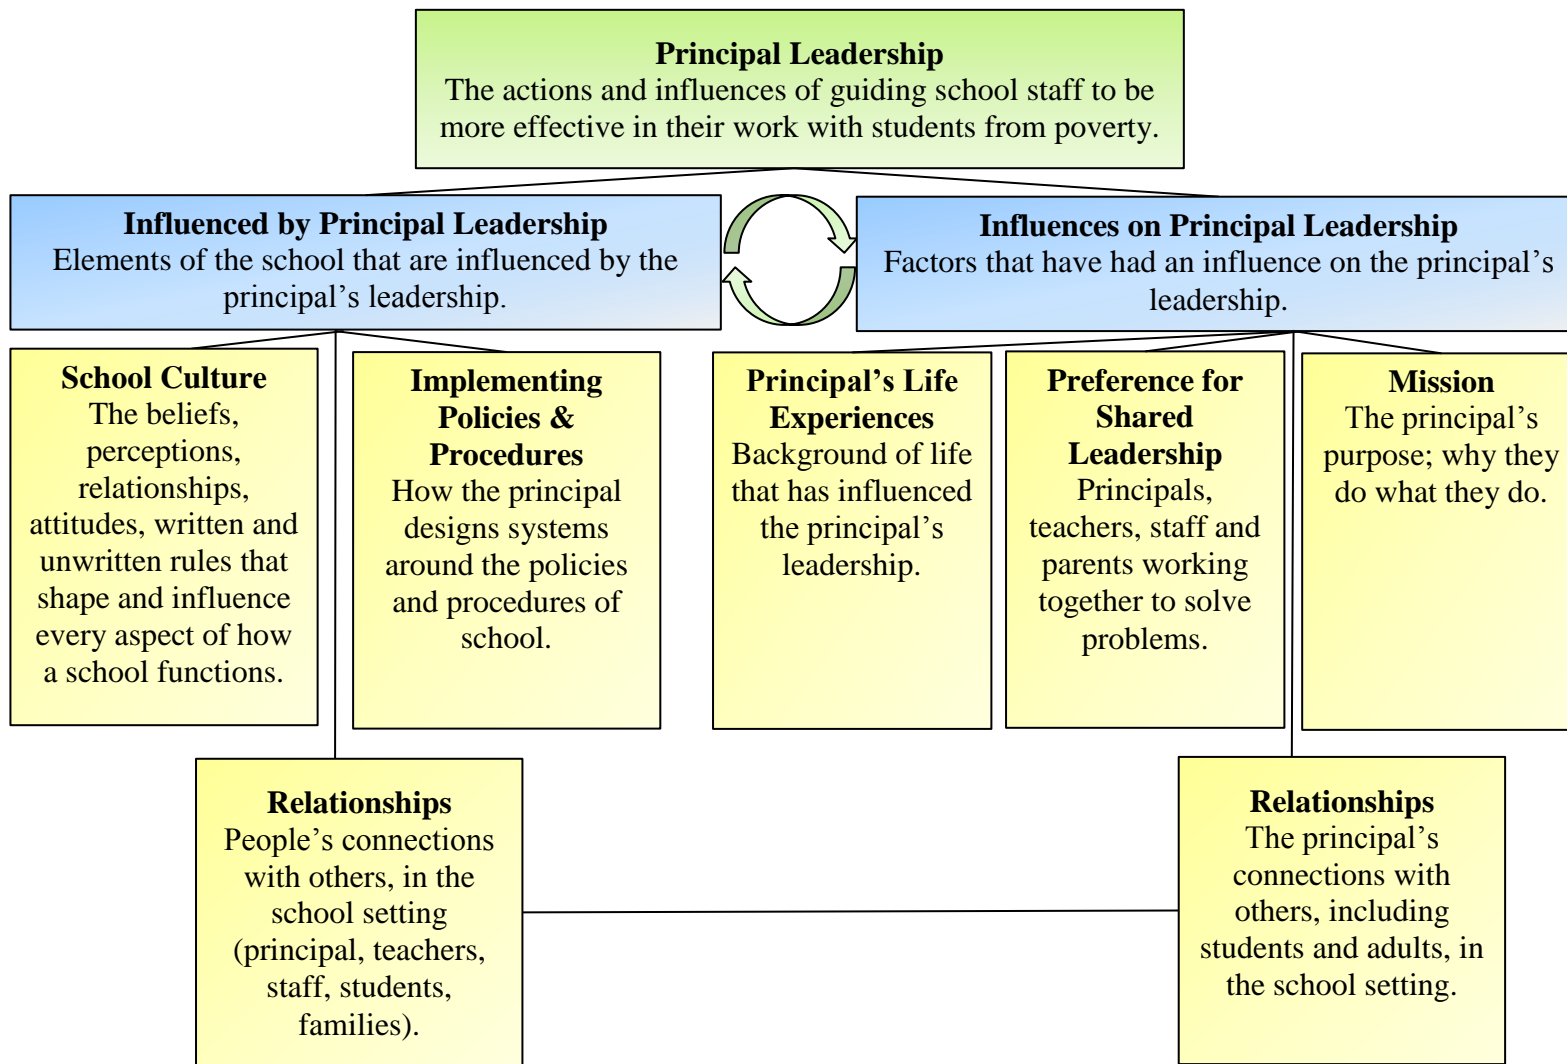 Principal Leadership
The actions and influences of guiding school staff to be
more effective in their work with students from poverty.
Influenced by Principal Leadership
Elements of the school that are influenced by the
principal’s leadership.
Influences on Principal Leadership
Factors that have had an influence on the principal’s
leadership.
School Culture
The beliefs,
perceptions,
relationships,
attitudes, written and
unwritten rules that
shape and influence
every aspect of how
a school functions.
Implementing
Policies &
Procedures
How the principal
designs systems
around the policies
and procedures of
school.
Principal’s Life
Experiences
Background of life
that has influenced
the principal’s
leadership.
Preference for
Shared
Leadership
Principals,
teachers, staff and
parents working
together to solve
problems.
Mission
The principal’s
purpose; why they
do what they do.
Relationships
People’s connections
with others, in the
school setting
(principal, teachers,
staff, students,
families).
Relationships
The principal’s
connections with
others, including
students and adults, in
the school setting.